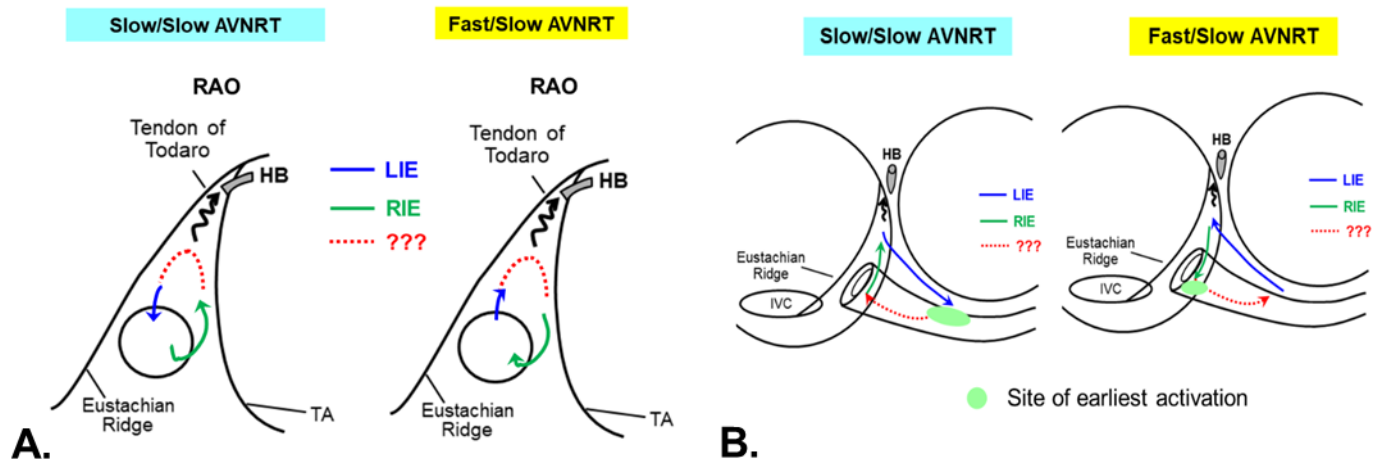 Slow/Slow AVNRT
Fast/Slow AVNRT
RAO
RAO
Tendon of
Todaro
Tendon of
Todaro
HB
HB
LIE
RIE
???
Eustachian
Ridge
TA
Eustachian
Ridge
TA
A.
Slow/Slow AVNRT
Fast/Slow AVNRT
HB
HB
LIE
RIE
???
LIE
RIE
???
Eustachian
Ridge
Eustachian
Ridge
IVC
IVC
Site of earliest activation
B.